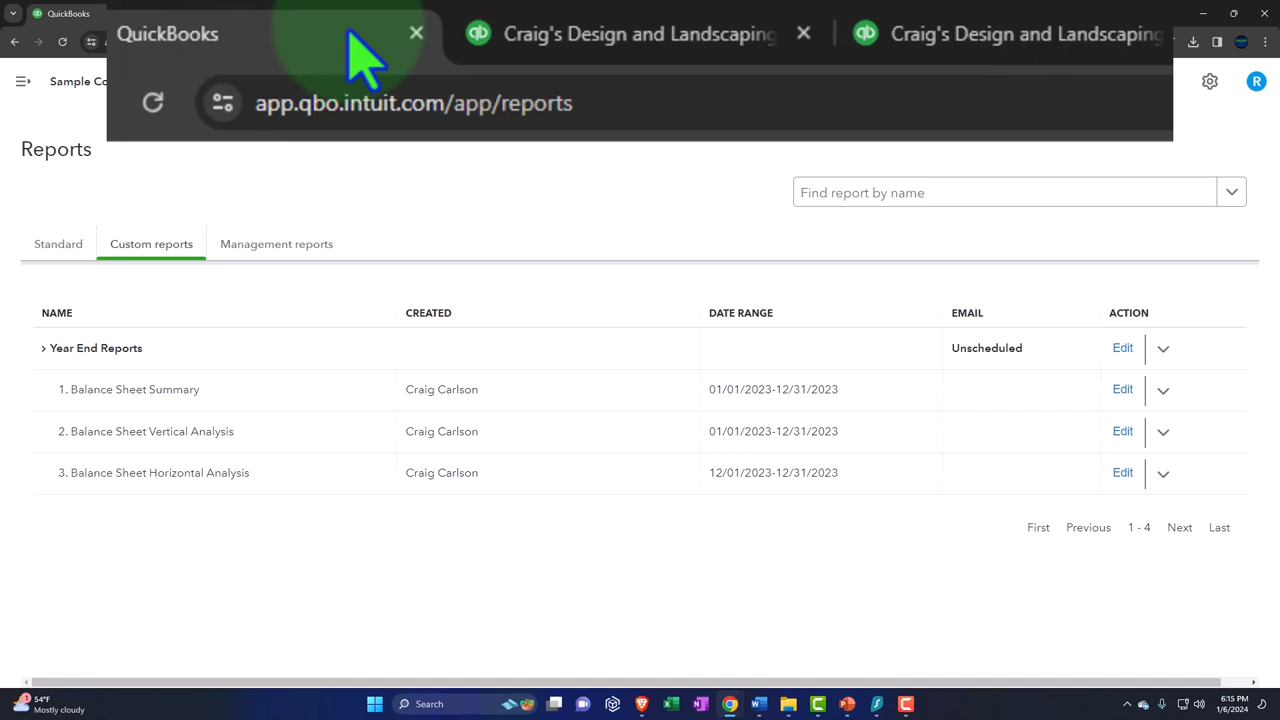 QuickBooks
QuickBooks
Craig's Design and Landscaping
Craig's Design and Landscaping
app.qbo.intuit.com/app/reports
Sample Co
R
Reports
Find report by name
Standard
Custom reports
Management reports
NAME CREATED DATE RANGE EMAIL ACTION
Year End Reports Unscheduled Edit
1. Balance Sheet Summary Craig Carlson 01/01/2023-12/31/2023 Edit
2. Balance Sheet Vertical Analysis Craig Carlson 01/01/2023-12/31/2023 Edit
3. Balance Sheet Horizontal Analysis Craig Carlson 12/01/2023-12/31/2023 Edit
First Previous 1 - 4 Next Last
54°F
Mostly cloudy
Search
6:15 PM
1/6/2024